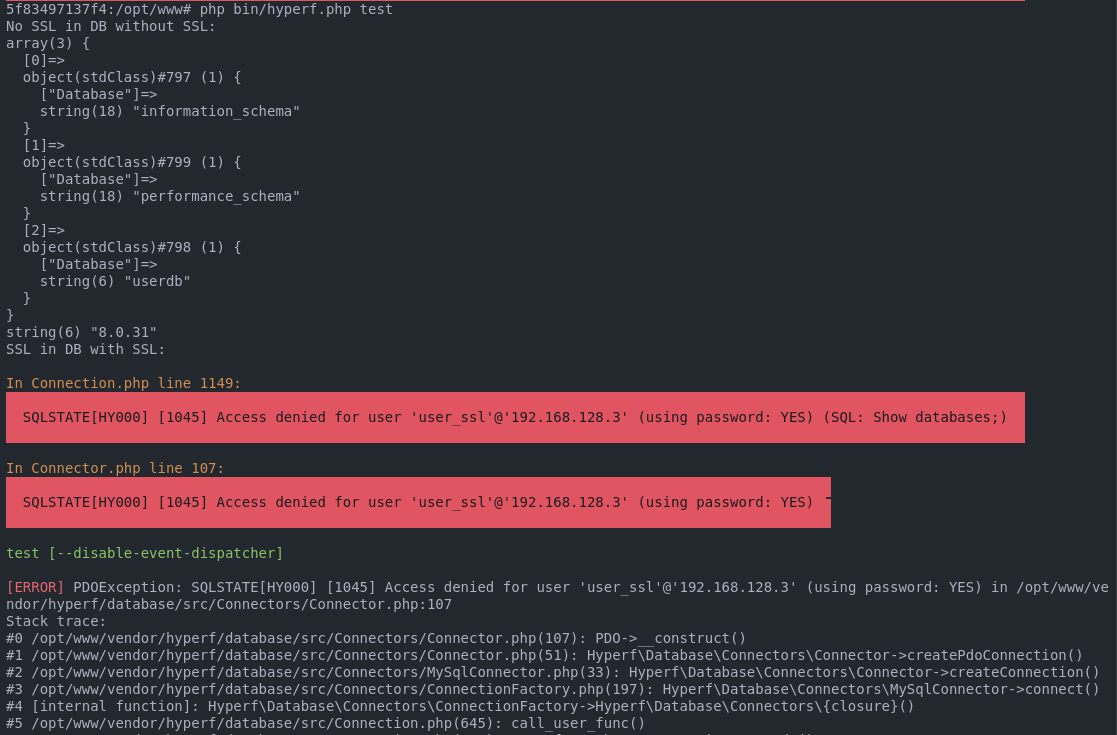 5f83497137f4:/opt/www# php bin/hyperf.php test
No SSL in DB without SSL:
array(3) {
  [0]=>
  object(stdClass)#797 (1) {
    ["Database"]=>
    string(18) "information_schema"
  }
  [1]=>
  object(stdClass)#799 (1) {
    ["Database"]=>
    string(18) "performance_schema"
  }
  [2]=>
  object(stdClass)#798 (1) {
    ["Database"]=>
    string(6) "userdb"
  }
}
string(6) "8.0.31"
SSL in DB with SSL:
In Connection.php line 1149:
SQLSTATE[HY000] [1045] Access denied for user 'user_ssl'@'192.168.128.3' (using password: YES) (SQL: Show databases;)
In Connector.php line 107:
SQLSTATE[HY000] [1045] Access denied for user 'user_ssl'@'192.168.128.3' (using password: YES)
test [--disable-event-dispatcher]
[ERROR] PDOException: SQLSTATE[HY000] [1045] Access denied for user 'user_ssl'@'192.168.128.3' (using password: YES) in /opt/www/ve
ndor/hyperf/database/src/Connectors/Connector.php:107
Stack trace:
#0 /opt/www/vendor/hyperf/database/src/Connectors/Connector.php(107): PDO->__construct()
#1 /opt/www/vendor/hyperf/database/src/Connectors/Connector.php(51): Hyperf\Database\Connectors\Connector->createPdoConnection()
#2 /opt/www/vendor/hyperf/database/src/Connectors/MySqlConnector.php(33): Hyperf\Database\Connectors\Connector->createConnection()
#3 /opt/www/vendor/hyperf/database/src/Connectors/ConnectionFactory.php(197): Hyperf\Database\Connectors\MySqlConnector->connect()
#4 [internal function]: Hyperf\Database\Connectors\ConnectionFactory->Hyperf\Database\Connectors\{closure}()
#5 /opt/www/vendor/hyperf/database/src/Connection.php(645): call_user_func()